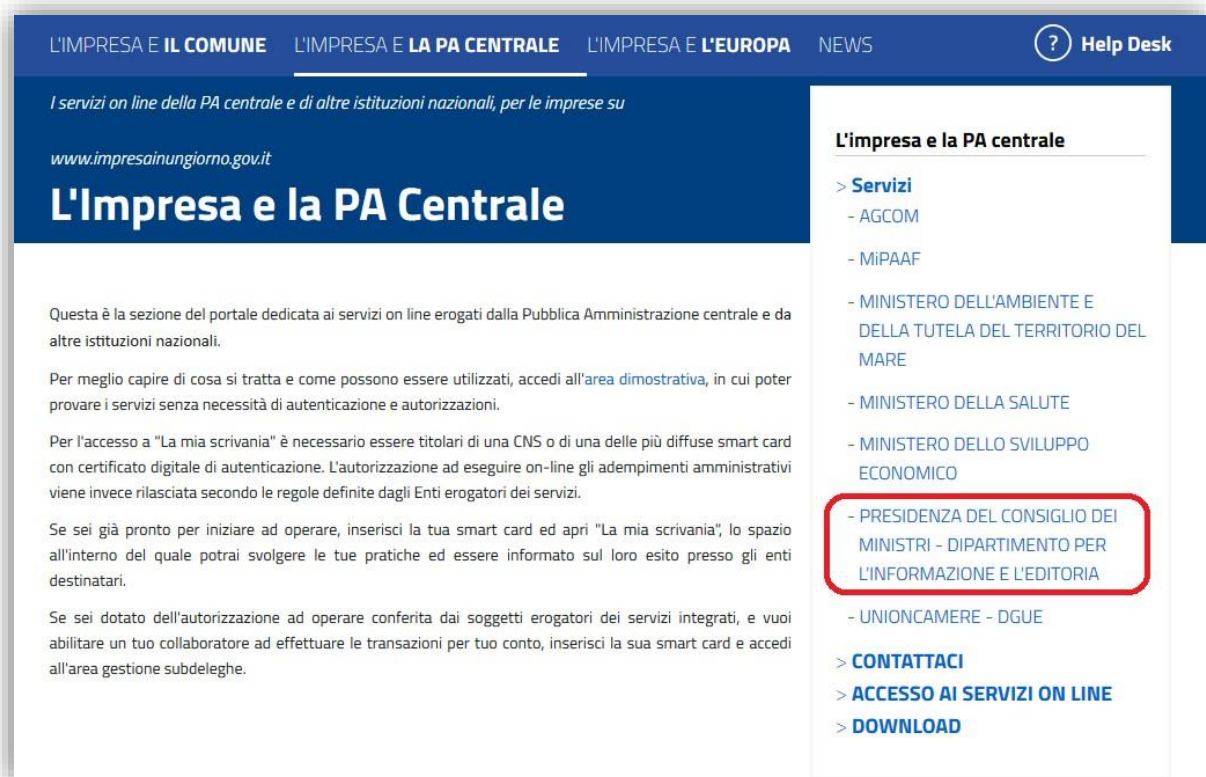 L'IMPRESA E IL COMUNE L'IMPRESA E LA PA CENTRALE L'IMPRESA E L'EUROPA NEWS ? Help Desk
I servizi on line della PA centrale e di altre istituzioni nazionali, per le imprese su
www.impresainungiorno.gov.it
L'Impresa e la PA Centrale
Questa è la sezione del portale dedicata ai servizi on line erogati dalla Pubblica Amministrazione centrale e da
altre istituzioni nazionali.
Per meglio capire di cosa si tratta e come possono essere utilizzati, accedi all'area dimostrativa, in cui poter
provare i servizi senza necessità di autenticazione e autorizzazioni.
Per l'accesso a "La mia scrivania" è necessario essere titolari di una CNS o di una delle più diffuse smart card
con certificato digitale di autenticazione. L'autorizzazione ad eseguire on-line gli adempimenti amministrativi
viene invece rilasciata secondo le regole definite dagli Enti erogatori dei servizi.
Se sei già pronto per iniziare ad operare, inserisci la tua smart card ed apri "La mia scrivania", lo spazio
all'interno del quale potrai svolgere le tue pratiche ed essere informato sul loro esito presso gli enti
destinatari.
Se sei dotato dell'autorizzazione ad operare conferita dai soggetti erogatori dei servizi integrati, e vuoi
abilitare un tuo collaboratore ad effettuare le transazioni per tuo conto, inserisci la sua smart card e accedi
all'area gestione subdeleghe.
L'impresa e la PA centrale
> Servizi
- AGCOM
- MiPAAF
- MINISTERO DELL'AMBIENTE E
DELLA TUTELA DEL TERRITORIO DEL
MARE
- MINISTERO DELLA SALUTE
- MINISTERO DELLO SVILUPPO
ECONOMICO
- PRESIDENZA DEL CONSIGLIO DEI
MINISTRI - DIPARTIMENTO PER
L'INFORMAZIONE E L'EDITORIA
- UNIONCAMERE - DGUE
> CONTATTACI
> ACCESSO AI SERVIZI ON LINE
> DOWNLOAD